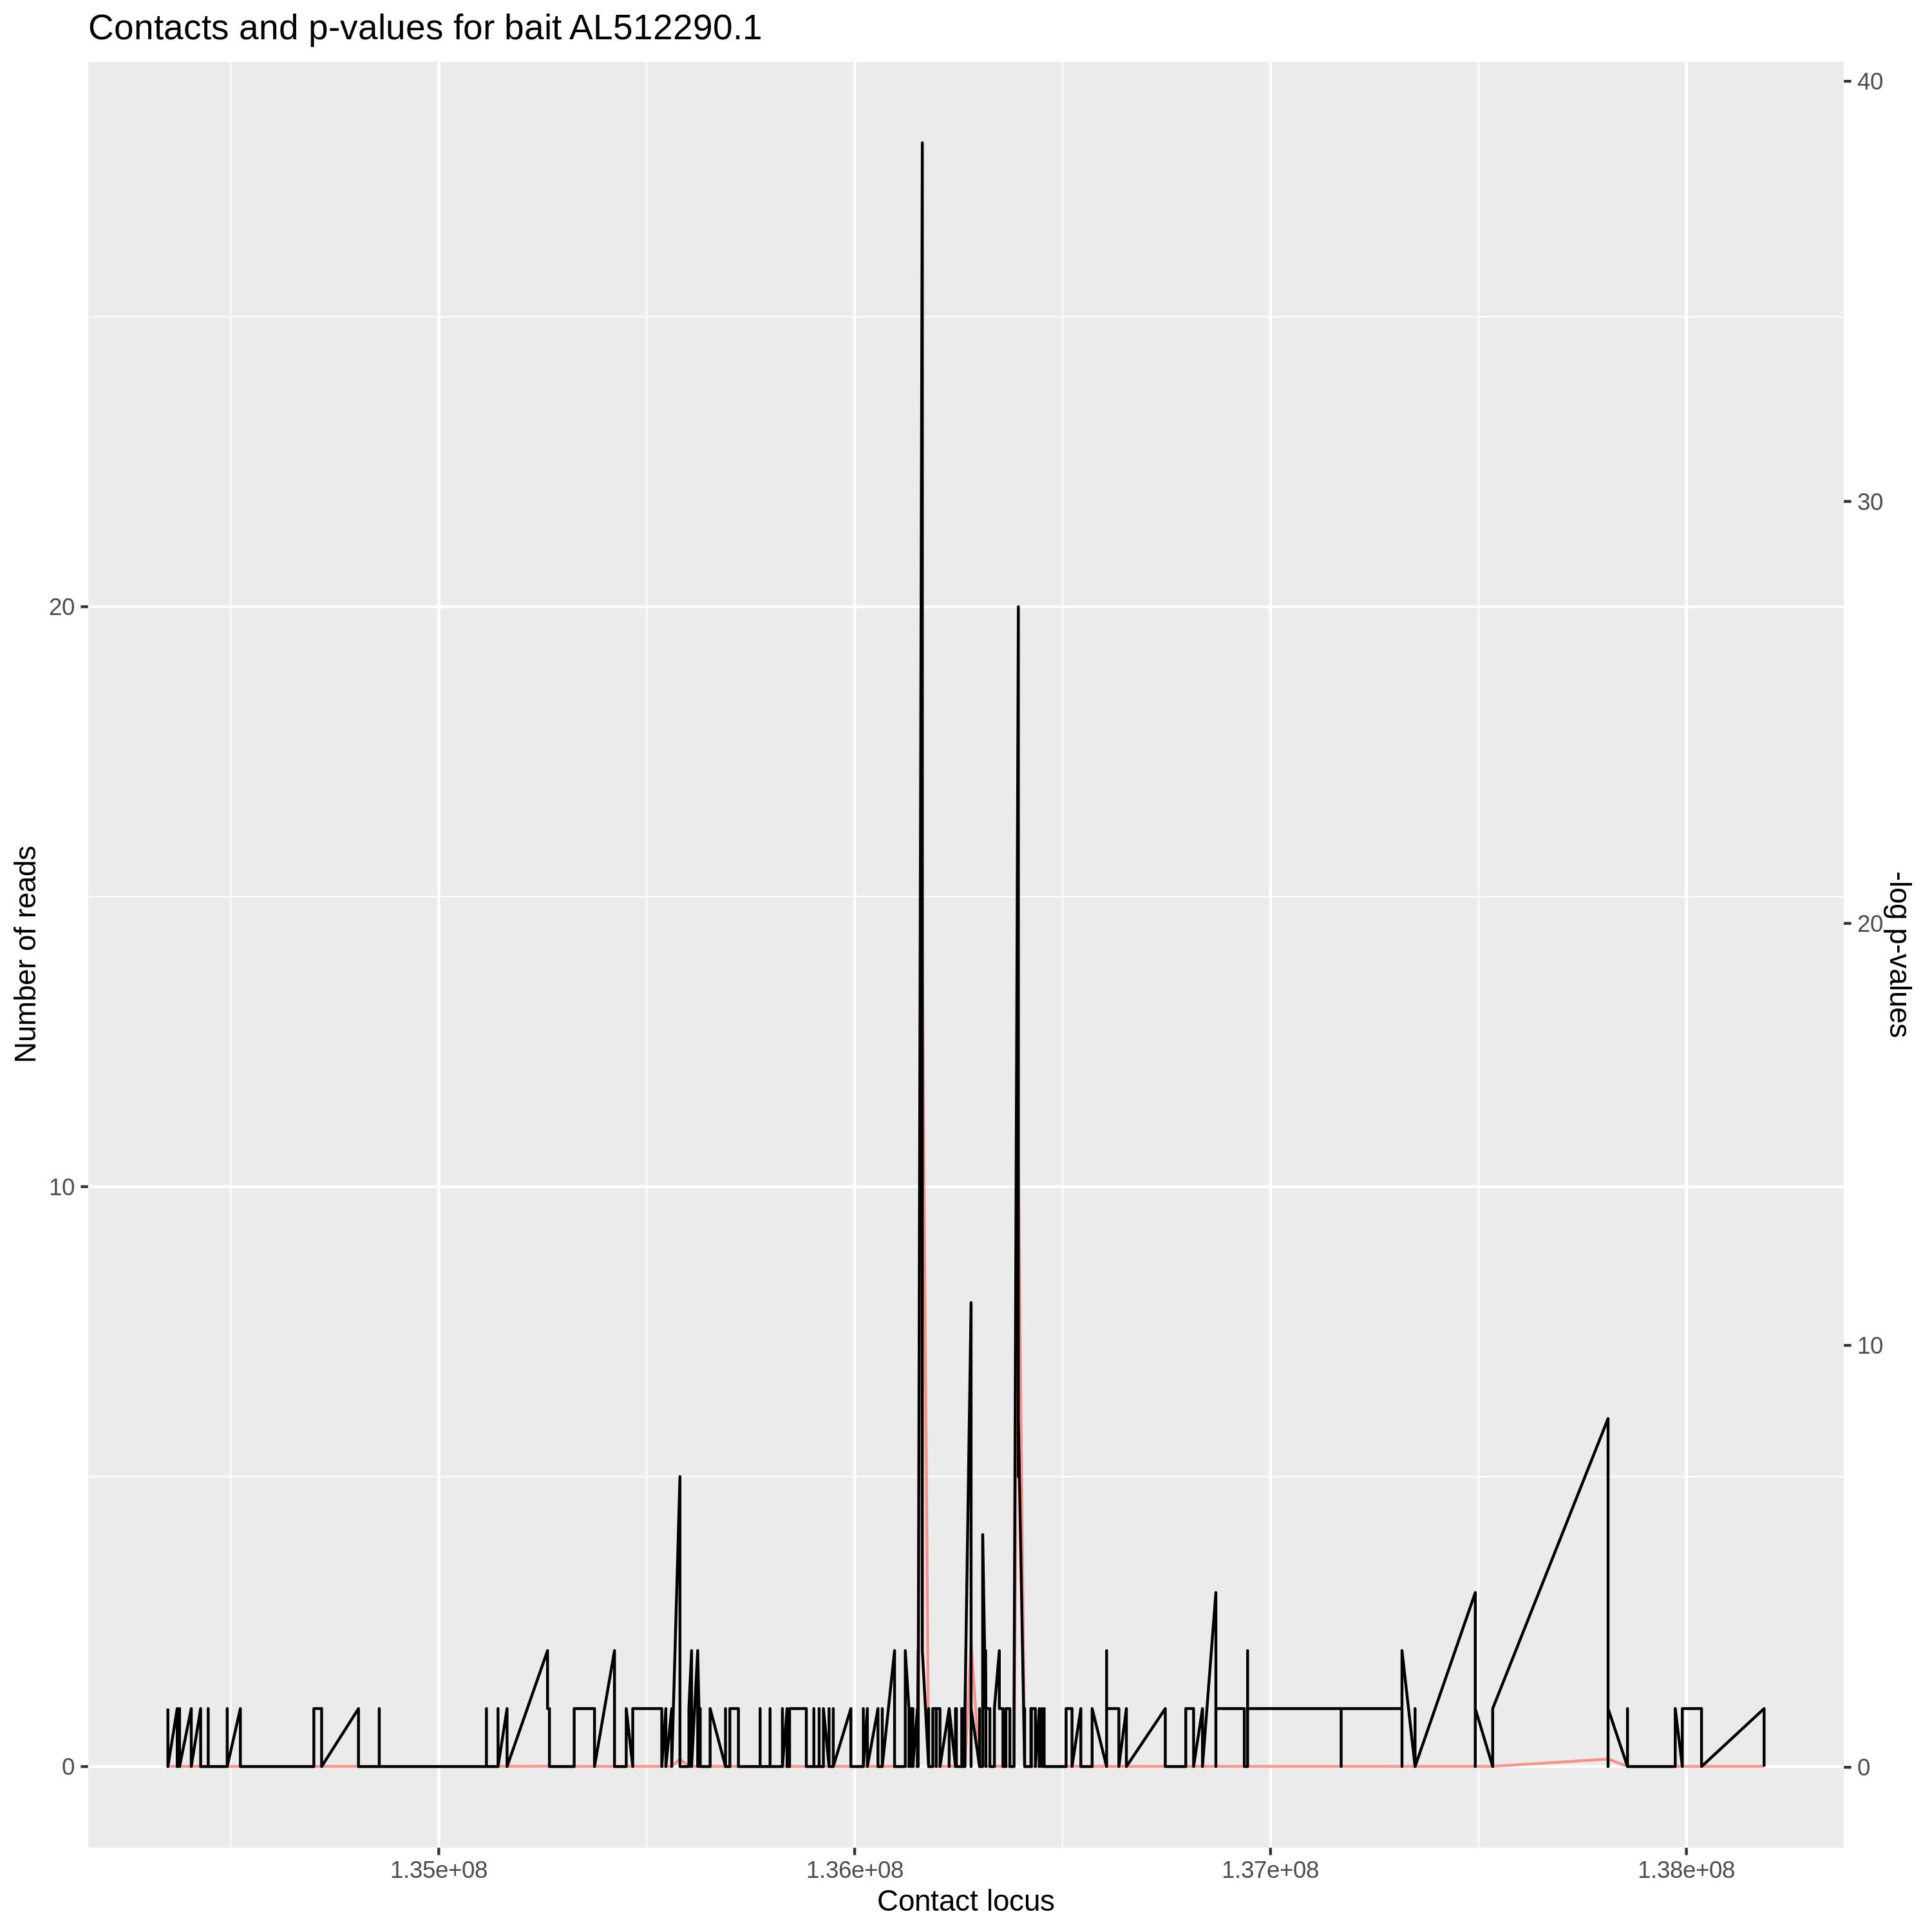 Contacts and p-values for bait AL512290.1
Number of reads
20
10
0
40
30
20
10
0
-log p-values
1.35e+08
1.36e+08
1.37e+08
1.38e+08
Contact locus